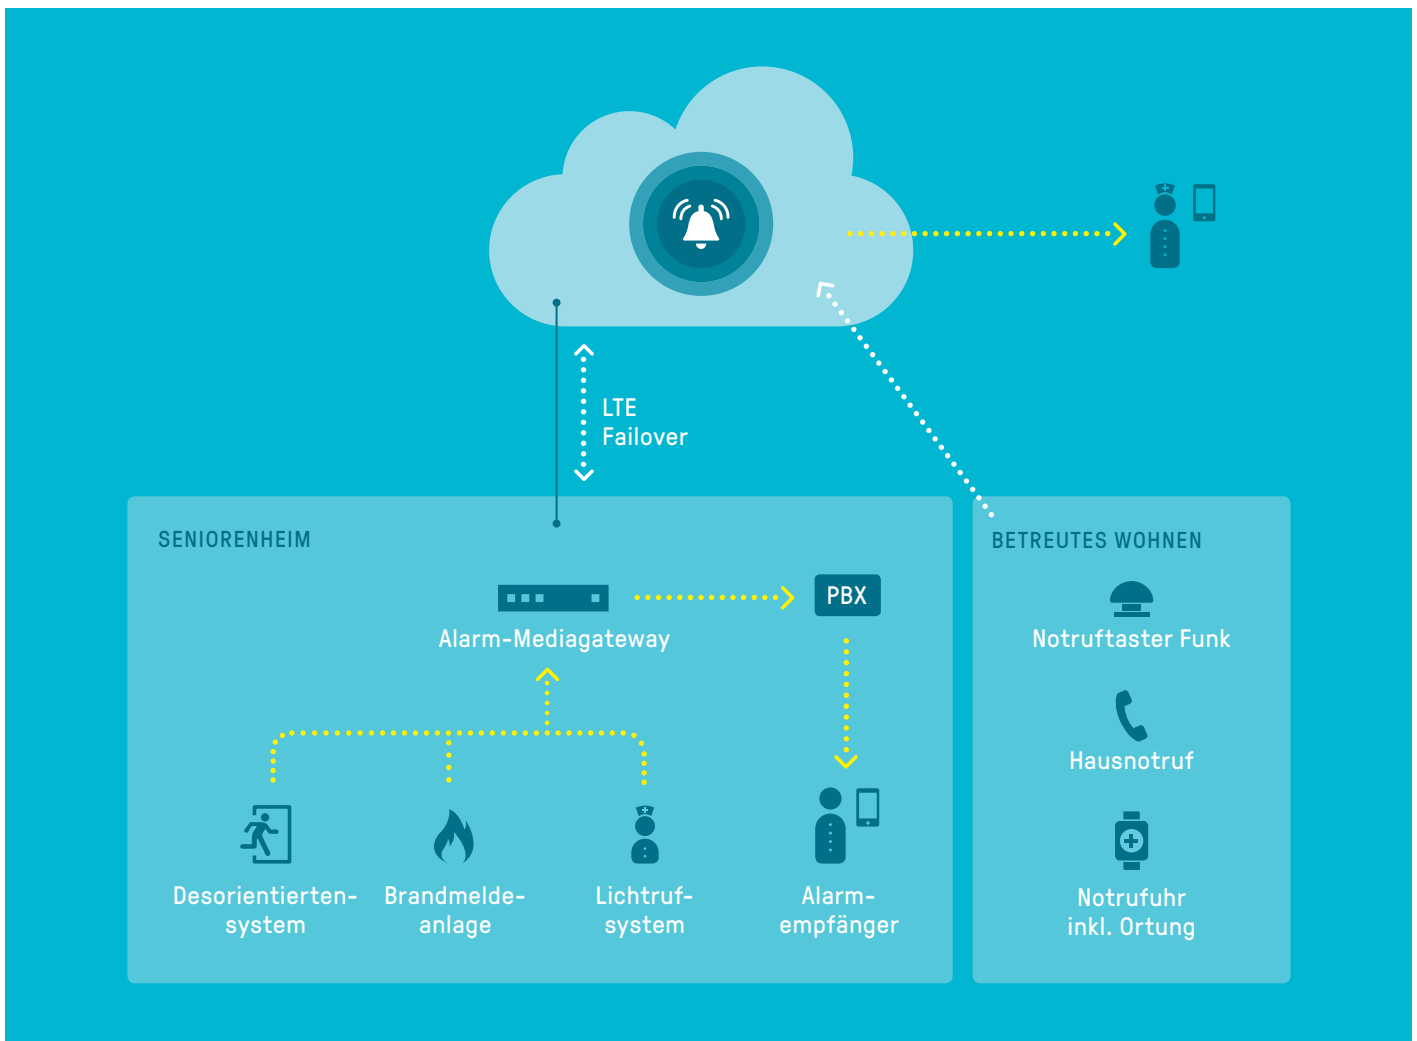 LTE
Failover
SENIORENHEIM
BETREUTES WOHNEN
PBX
Alarm-Mediagateway
Notruftaster Funk
Hausnotruf
Desorientierten-
system
Brandmelde-
anlage
Lichtruf-
system
Alarm-
empfänger
Notrufuhr
inkl. Ortung